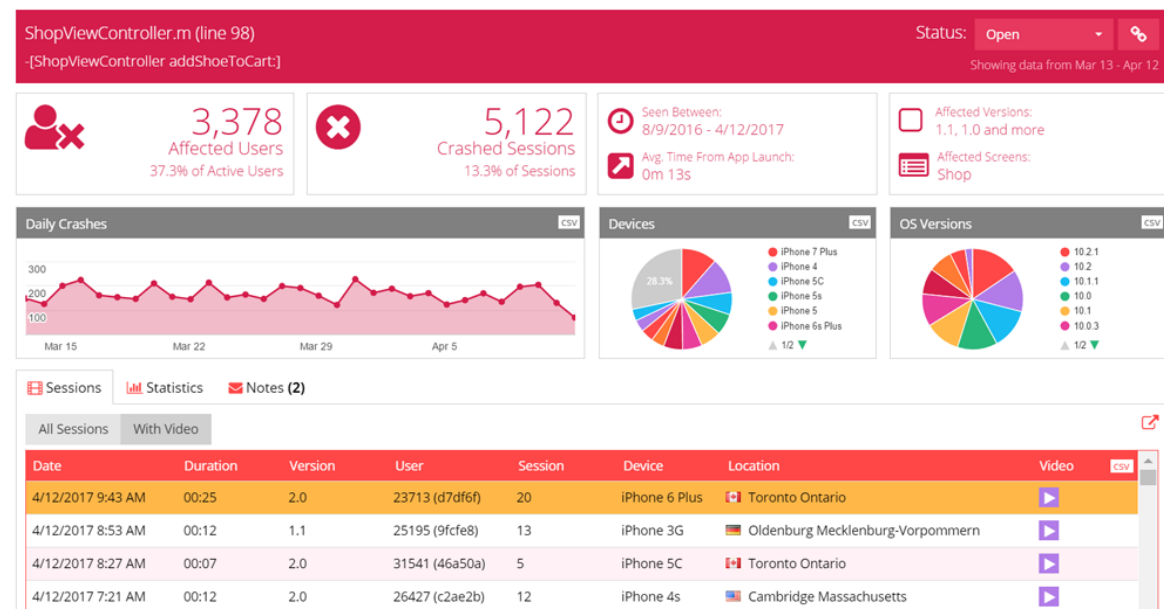 ShopViewController.m (line 98)
Status: Open
-[ShopViewController addShoeToCart:]
Showing data from Mar 13 - Apr 12
3,378
Affected Users
37.3% of Active Users
5,122
Crashed Sessions
13.3% of Sessions
Seen Between:
8/9/2016 - 4/12/2017
Avg. Time From App Launch:
0m 13s
Affected Versions:
1.1, 1.0 and more
Affected Screens:
Shop
Daily Crashes CSV
300
200
100
Mar 15 Mar 22 Mar 29 Apr 5
Devices CSV
28.3%
iPhone 7 Plus
iPhone 4
iPhone 5C
iPhone 5s
iPhone 5
iPhone 6s Plus
1/2
OS Versions CSV
10.2.1
10.2
10.1.1
10.0
10.1
10.0.3
1/2
Sessions Statistics Notes (2)
All Sessions With Video
Date Duration Version User Session Device Location Video CSV
4/12/2017 9:43 AM 00:25 2.0 23713 (d7df6f) 20 iPhone 6 Plus Toronto Ontario
4/12/2017 8:53 AM 00:12 1.1 25195 (9fcfe8) 13 iPhone 3G Oldenburg Mecklenburg-Vorpommern
4/12/2017 8:27 AM 00:07 2.0 31541 (46a50a) 5 iPhone 5C Toronto Ontario
4/12/2017 7:21 AM 00:12 2.0 26427 (c2ae2b) 12 iPhone 4s Cambridge Massachusetts